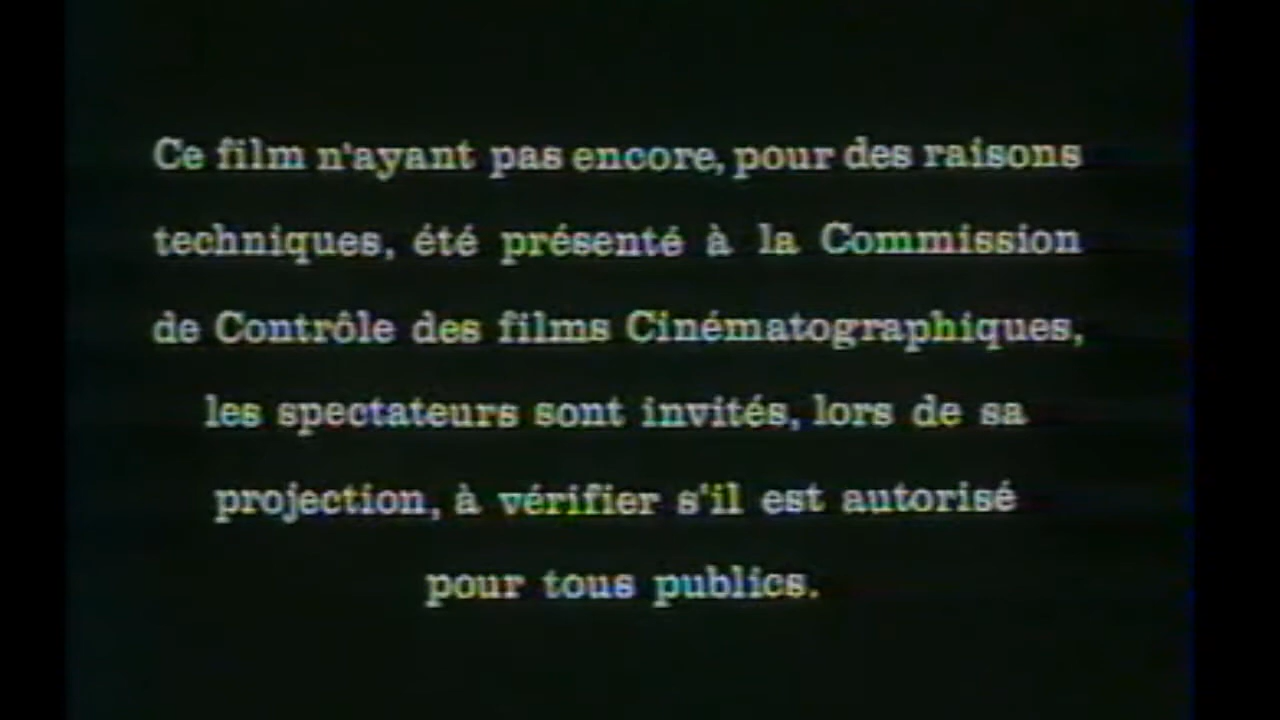 Ce film n'ayant pas encore, pour des raisons
techniques, été présenté à la Commission
de Contrôle des films Cinématographiques,
les spectateurs sont invités, lors de sa
projection, à vérifier s'il est autorisé
pour tous publics.